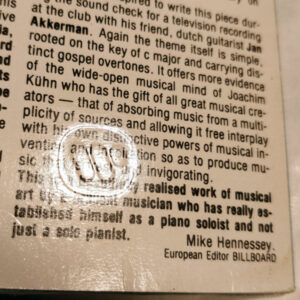 to write this piece dur-
ing the sound check for a television recording
at the club with his friend, dutch guitarist Jan
Akkerman. Again the theme itself is simple,
rooted on the key of c major and carrying dis-
tinct gospel overtones. It offers more evidence
of the wide-open musical mind of Joachim
Kühn who has the gift of all great musical cre-
ators — that of absorbing music from a multi-
plicity of sources and allowing it free interplay
with his own distinctive powers of musical in-
vention and so as to produce mu-
sic that and invigorating.
This realised work of musical
art by musician who has really es-
tablished himself as a piano soloist and not
just a solo pianist.
Mike Hennessey.
European Editor BILLBOARD